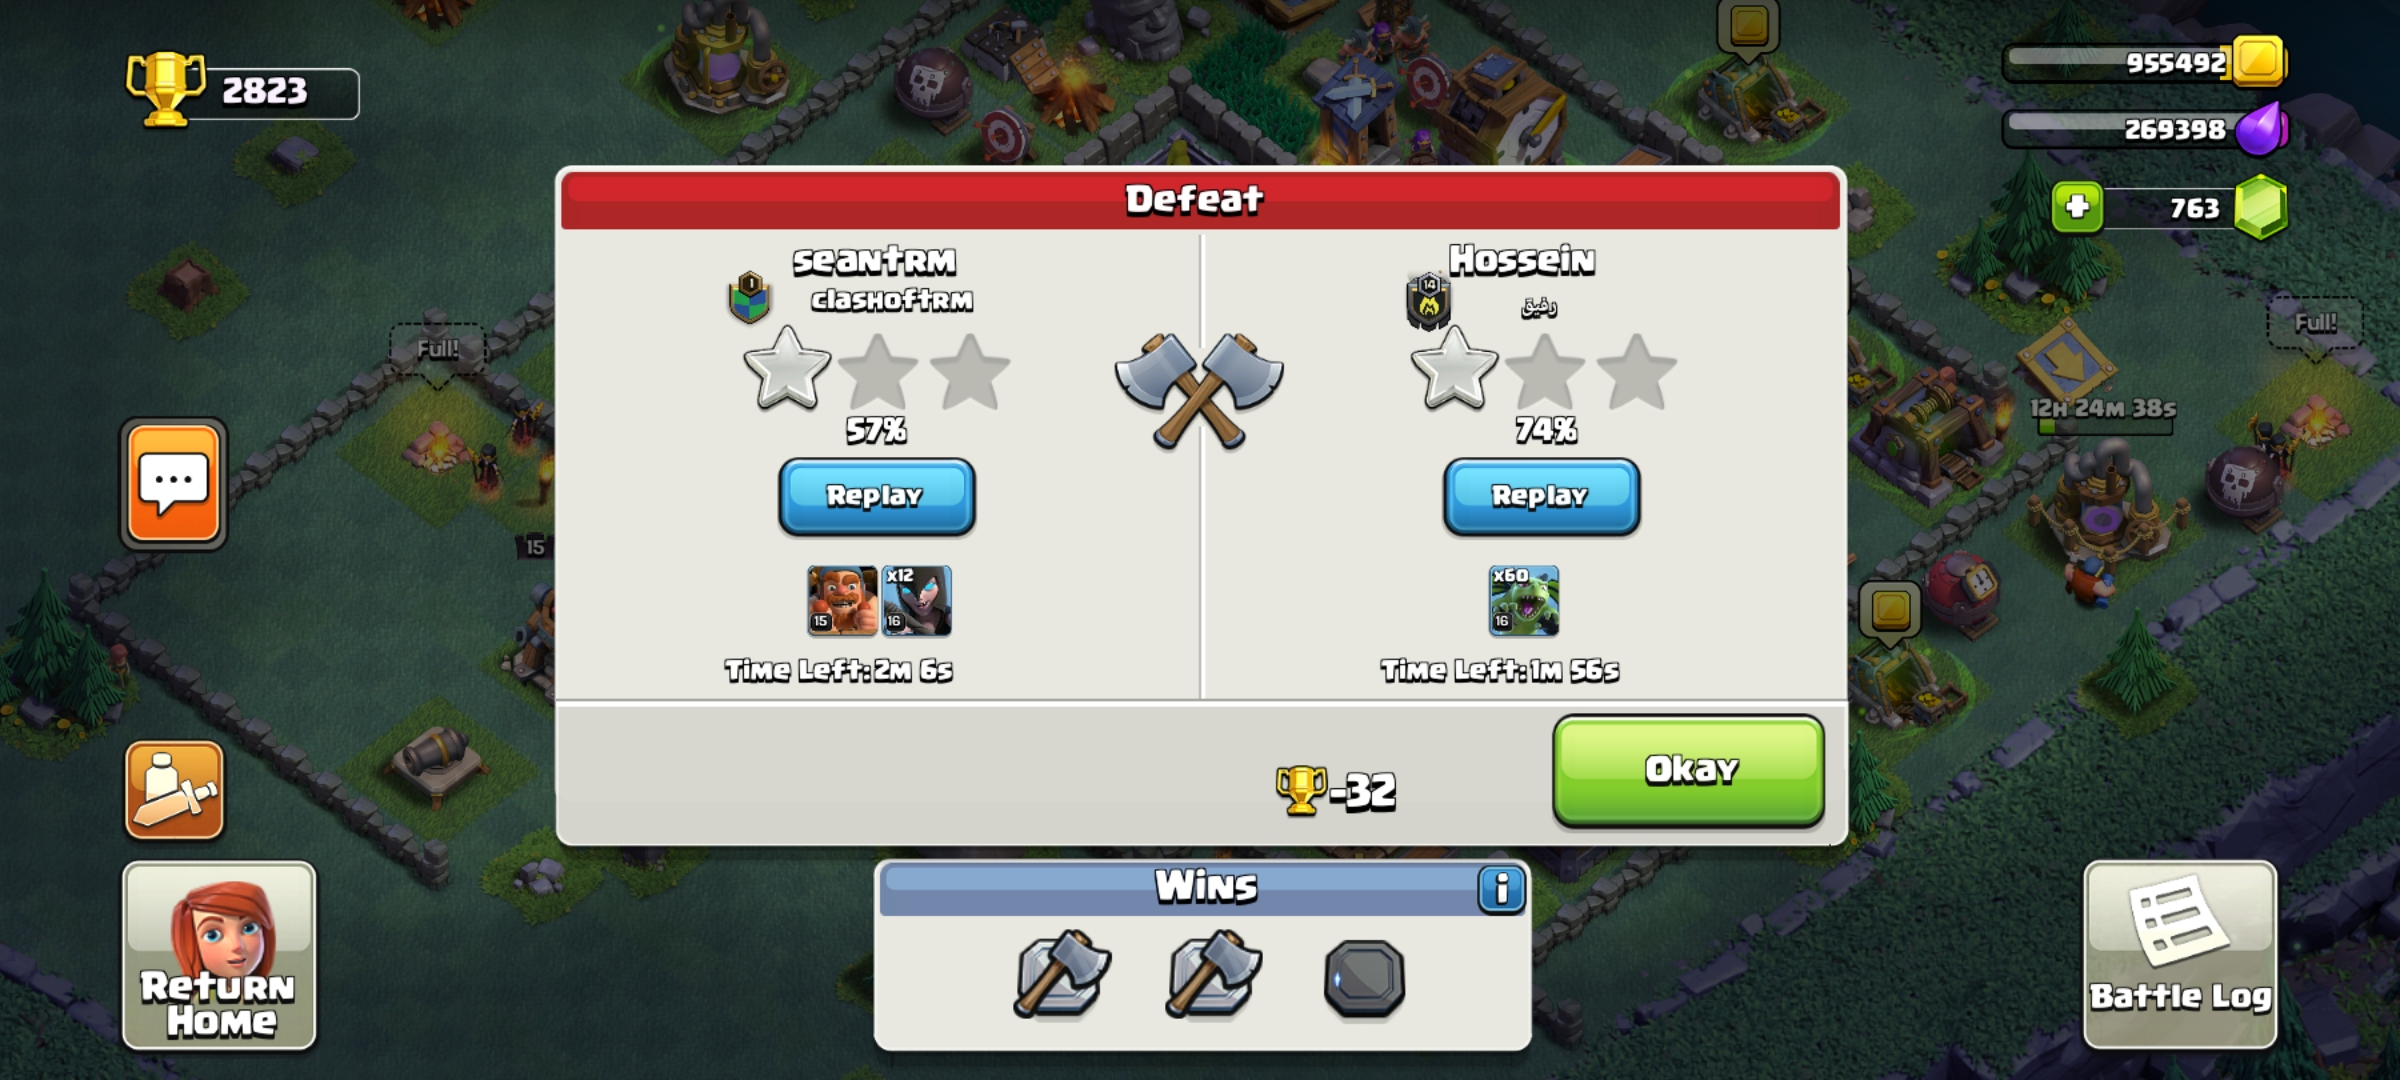 2823
955492
269398
763
Defeat
seantrm
1
clashoftrm
Hossein
14
رفيق
57%
74%
Replay
Replay
15
x12
16
x60
16
Time Left:2m 6s
Time Left:1m 56s
-32
Okay
Full!
Full!
12H 24m 38s
15
Wins
i
Return
Home
Battle Log